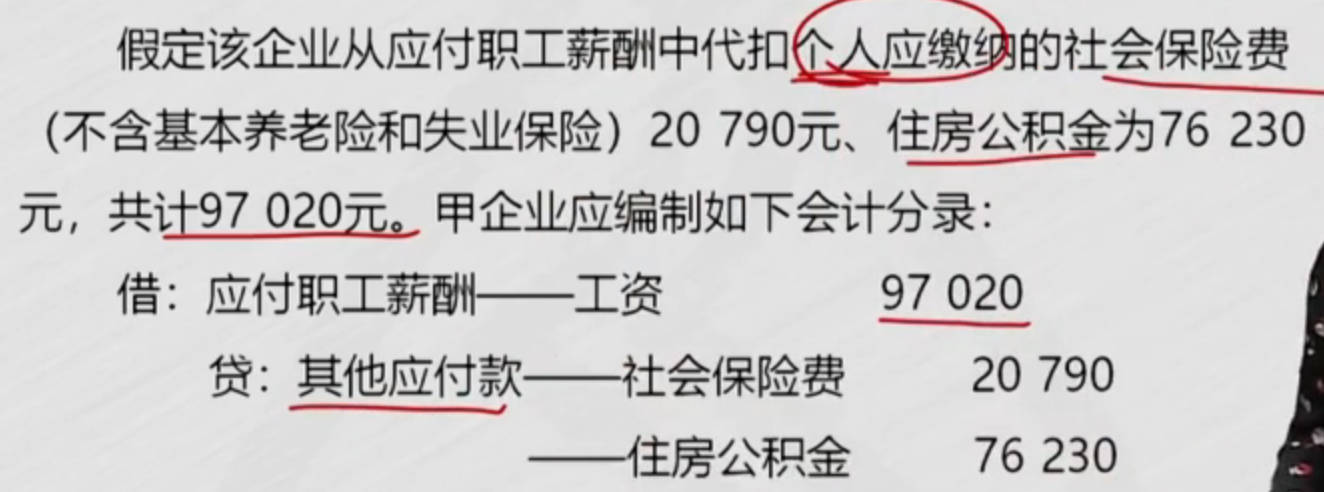 假定该企业从应付职工薪酬中代扣个人应缴纳的社会保险费
（不含基本养老险和失业保险）20 790元、住房公积金为76 230
元，共计97 020元。甲企业应编制如下会计分录：
借：应付职工薪酬——工资 97 020
贷：其他应付款——社会保险费 20 790
——住房公积金 76 230